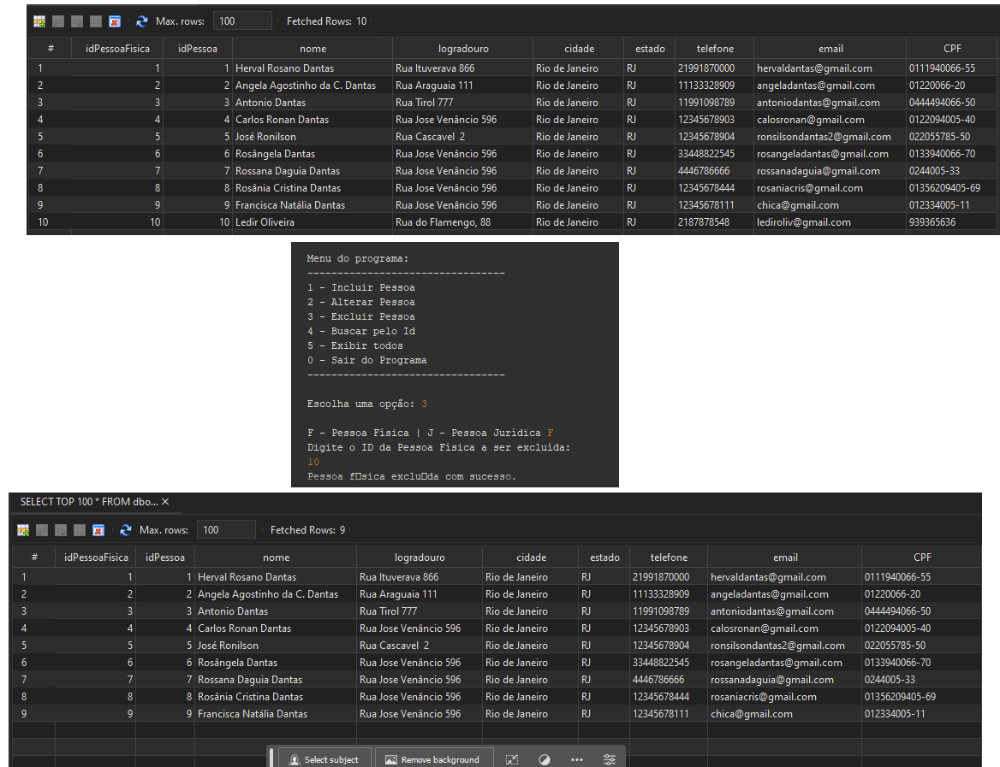 Max. rows: 100 Fetched Rows: 10
# idPessoaFisica idPessoa nome logradouro cidade estado telefone email CPF
1 1 1 Herval Rosano Dantas Rua Ituverava 866 Rio de Janeiro RJ 21991870000 hervaldantas@gmail.com 0111940066-55
2 2 2 Angela Agostinho da C. Dantas Rua Araguaia 111 Rio de Janeiro RJ 11133328909 angeladantas@gmail.com 01220066-20
3 3 3 Antonio Dantas Rua Tirol 777 Rio de Janeiro RJ 11991098789 antoniodantas@gmail.com 0444494066-50
4 4 4 Carlos Ronan Dantas Rua Jose Venâncio 596 Rio de Janeiro RJ 12345678903 calosronan@gmail.com 0122094005-40
5 5 5 José Ronilson Rua Cascavel 2 Rio de Janeiro RJ 12345678904 ronsilsondantas2@gmail.com 022055785-50
6 6 6 Rosângela Dantas Rua Jose Venâncio 596 Rio de Janeiro RJ 33448822545 rosangeladantas@gmail.com 0133940066-70
7 7 7 Rossana Daguia Dantas Rua Jose Venâncio 596 Rio de Janeiro RJ 4446786666 rossanadaguia@gmail.com 0244005-33
8 8 8 Rosânia Cristina Dantas Rua Jose Venâncio 596 Rio de Janeiro RJ 12345678444 rosaniacris@gmail.com 01356209405-69
9 9 9 Francisca Natália Dantas Rua Jose Venâncio 596 Rio de Janeiro RJ 12345678111 chica@gmail.com 012334005-11
10 10 10 Ledir Oliveira Rua do Flamengo, 88 Rio de Janeiro RJ 2187878548 lediroliv@gmail.com 939365636
Menu do programa:
---------------------------------
1 - Incluir Pessoa
2 - Alterar Pessoa
3 - Excluir Pessoa
4 - Buscar pelo Id
5 - Exibir todos
0 - Sair do Programa
---------------------------------
Escolha uma opção: 3
F - Pessoa Física | J - Pessoa Jurídica F
Digite o ID da Pessoa Física a ser excluída:
10
Pessoa f□sica exclu□da com sucesso.
SELECT TOP 100 * FROM dbo... ×
Max. rows: 100 Fetched Rows: 9
# idPessoaFisica idPessoa nome logradouro cidade estado telefone email CPF
1 1 1 Herval Rosano Dantas Rua Ituverava 866 Rio de Janeiro RJ 21991870000 hervaldantas@gmail.com 0111940066-55
2 2 2 Angela Agostinho da C. Dantas Rua Araguaia 111 Rio de Janeiro RJ 11133328909 angeladantas@gmail.com 01220066-20
3 3 3 Antonio Dantas Rua Tirol 777 Rio de Janeiro RJ 11991098789 antoniodantas@gmail.com 0444494066-50
4 4 4 Carlos Ronan Dantas Rua Jose Venâncio 596 Rio de Janeiro RJ 12345678903 calosronan@gmail.com 0122094005-40
5 5 5 José Ronilson Rua Cascavel 2 Rio de Janeiro RJ 12345678904 ronsilsondantas2@gmail.com 022055785-50
6 6 6 Rosângela Dantas Rua Jose Venâncio 596 Rio de Janeiro RJ 33448822545 rosangeladantas@gmail.com 0133940066-70
7 7 7 Rossana Daguia Dantas Rua Jose Venâncio 596 Rio de Janeiro RJ 4446786666 rossanadaguia@gmail.com 0244005-33
8 8 8 Rosânia Cristina Dantas Rua Jose Venâncio 596 Rio de Janeiro RJ 12345678444 rosaniacris@gmail.com 01356209405-69
9 9 9 Francisca Natália Dantas Rua Jose Venâncio 596 Rio de Janeiro RJ 12345678111 chica@gmail.com 012334005-11
Select subject Remove background